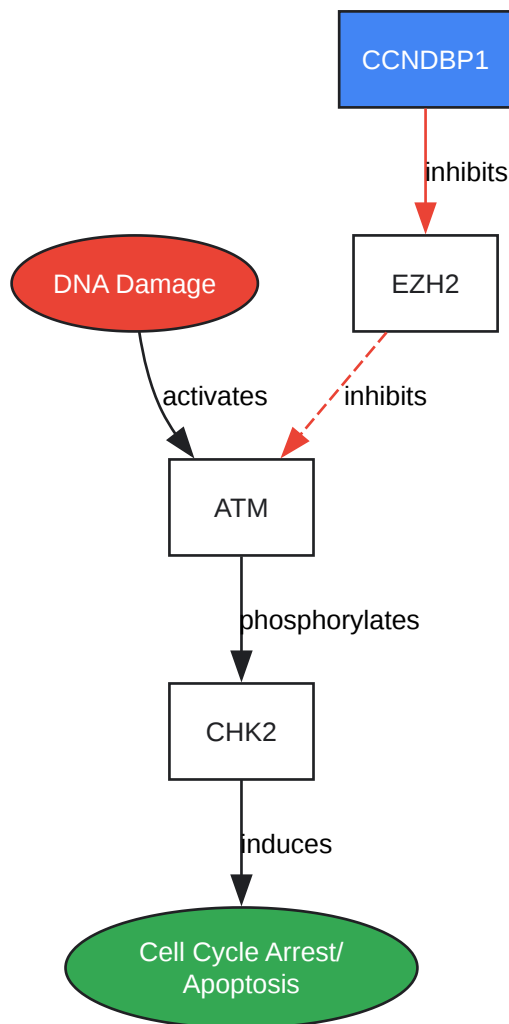 CCNDBP1
inhibits
DNA Damage
EZH2
activates
inhibits
ATM
phosphorylates
CHK2
induces
Cell Cycle Arrest/
Apoptosis